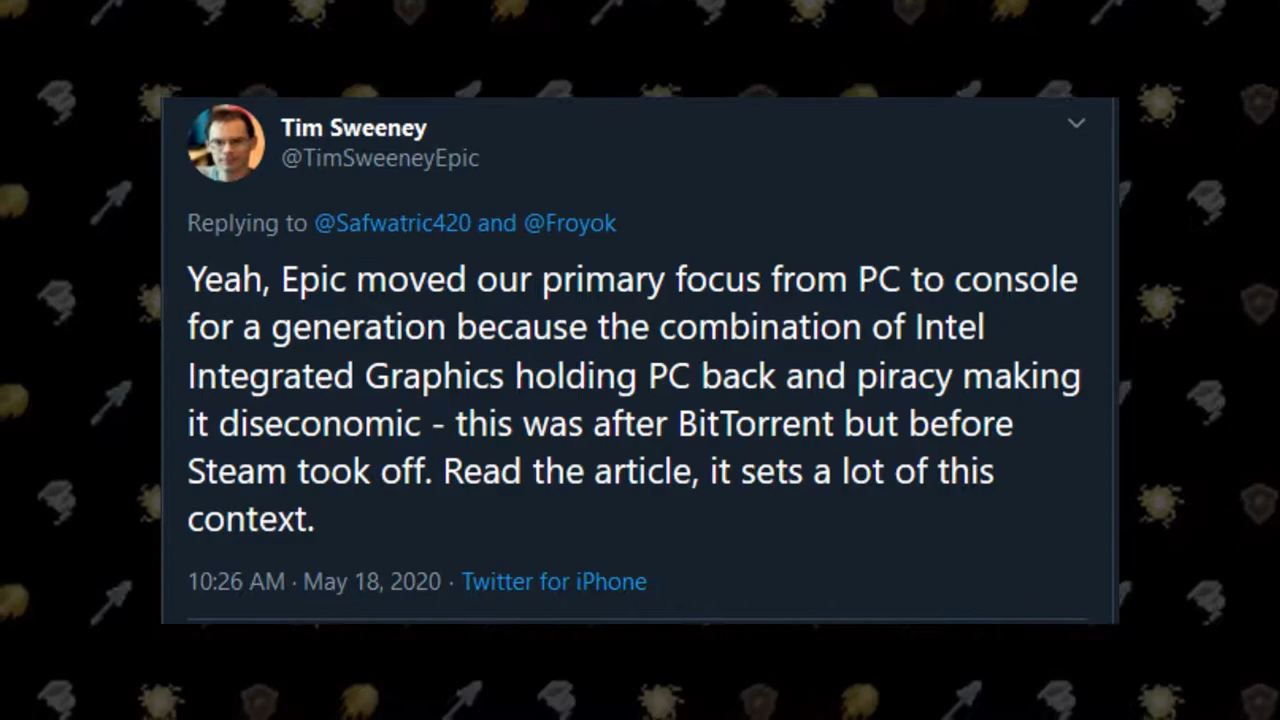 Tim Sweeney
@TimSweeneyEpic
Replying to @Safwatric420 and @Froyok
Yeah, Epic moved our primary focus from PC to console
for a generation because the combination of Intel
Integrated Graphics holding PC back and piracy making
it diseconomic - this was after BitTorrent but before
Steam took off. Read the article, it sets a lot of this
context.
10:26 AM · May 18, 2020 · Twitter for iPhone